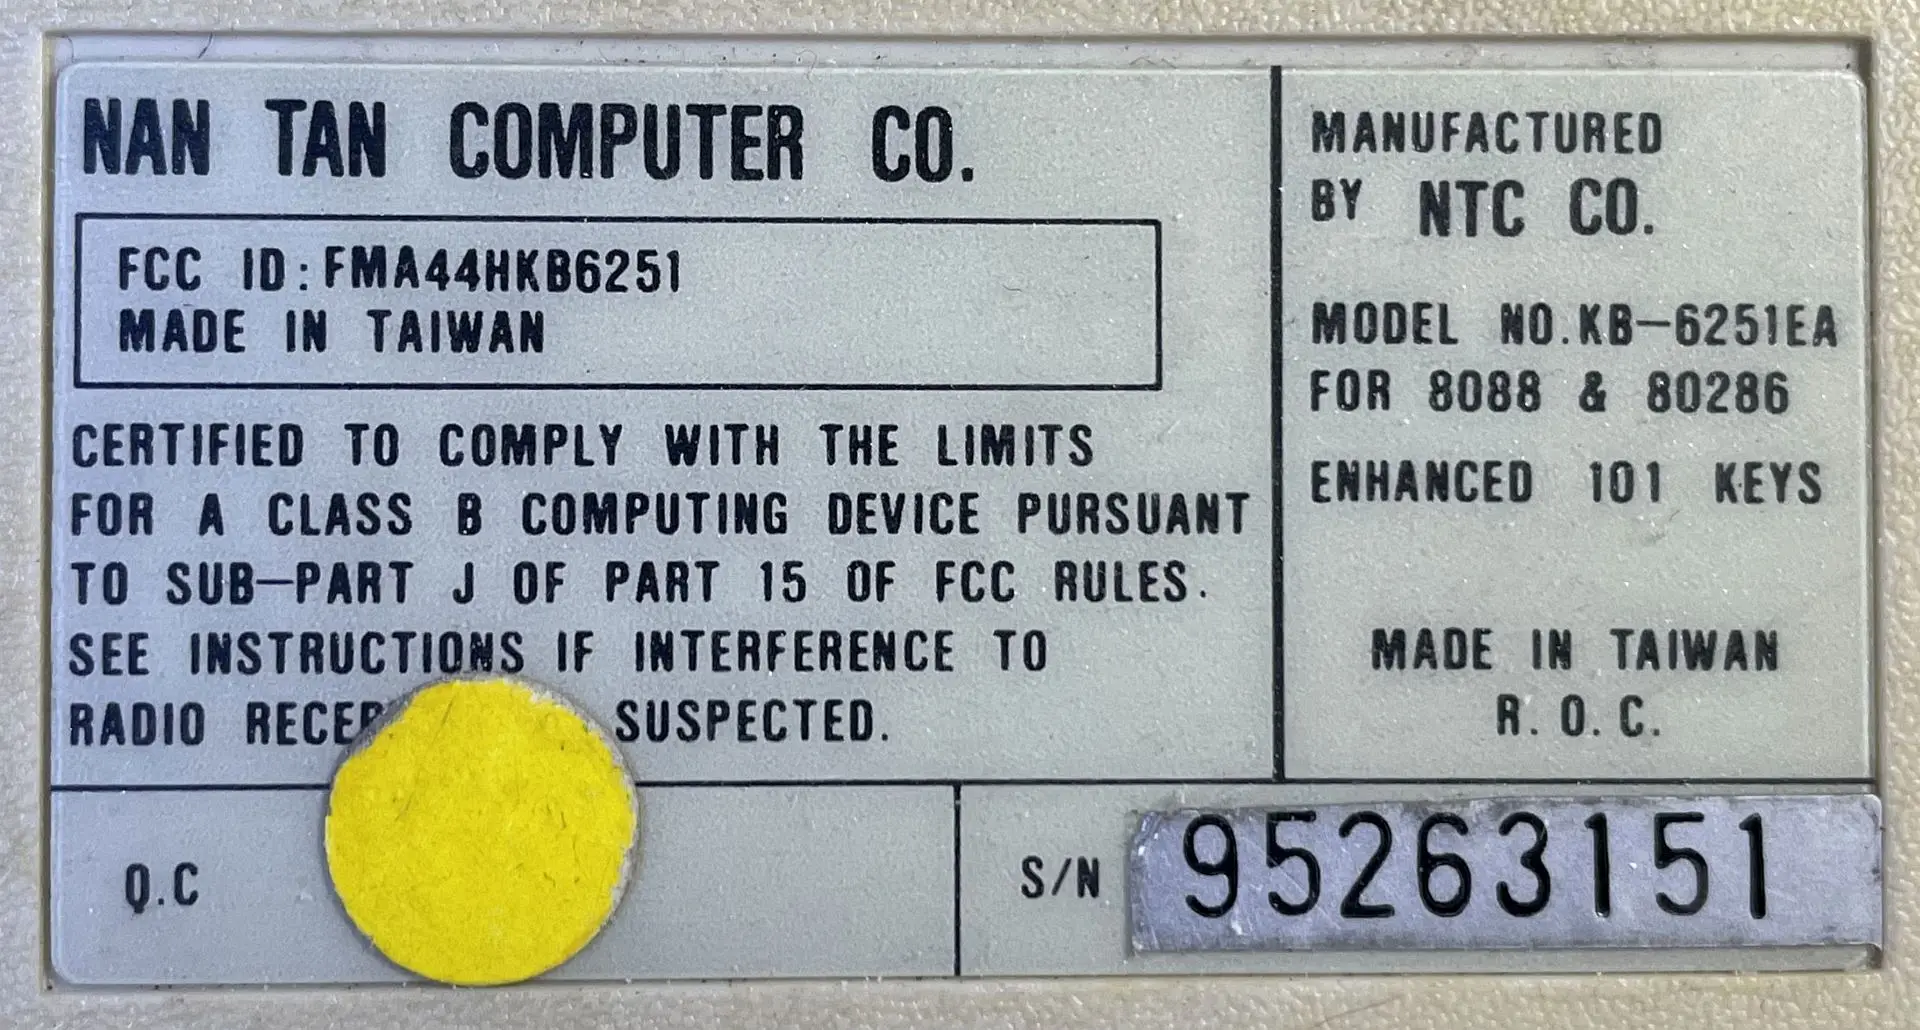 NAN TAN COMPUTER CO.
FCC ID:FMA44HKB6251
MADE IN TAIWAN
CERTIFIED TO COMPLY WITH THE LIMITS
FOR A CLASS B COMPUTING DEVICE PURSUANT
TO SUB-PART J OF PART 15 OF FCC RULES.
SEE INSTRUCTIONS IF INTERFERENCE TO
RADIO SUSPECTED.
MANUFACTURED
BY NTC CO.
MODEL NO.KB-6251EA
FOR 8088 & 80286
ENHANCED 101 KEYS
MADE IN TAIWAN
R.O.C.
Q.C
S/N 95263151